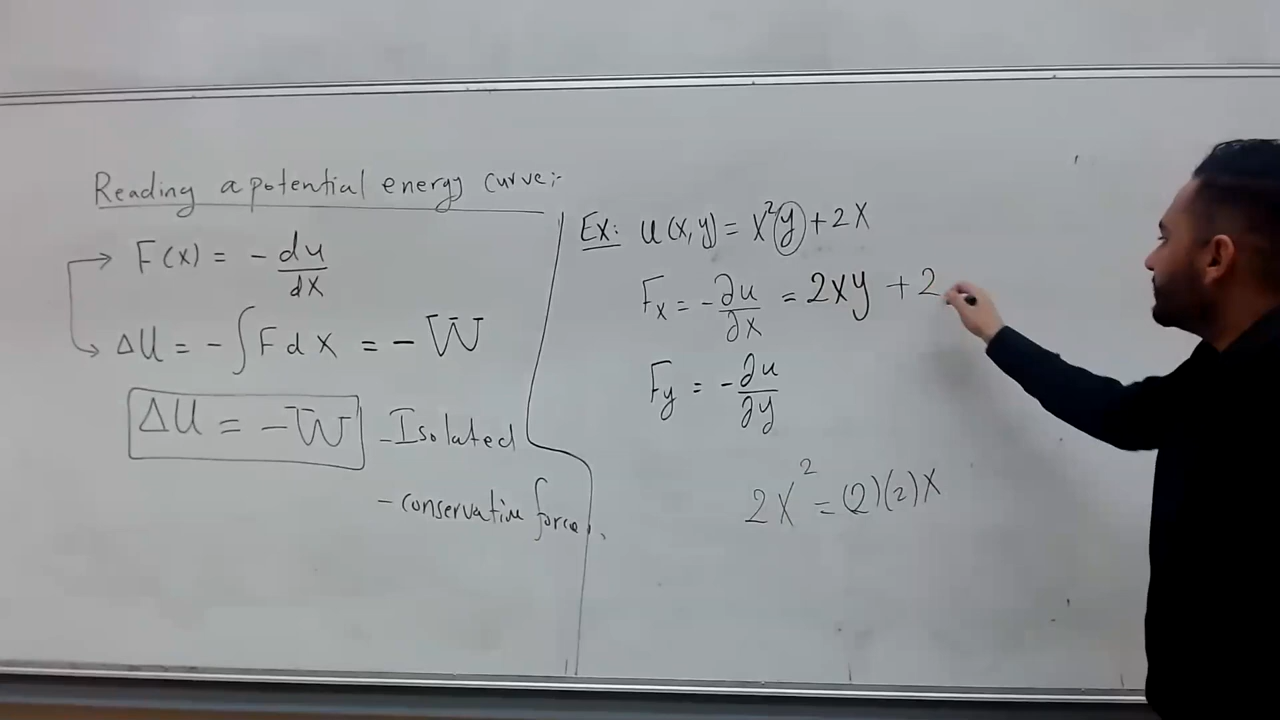 Reading a potential energy curve:-
F(x) = - du/dx
ΔU = -∫F dx = - W
ΔU = - W
- Isolated
- conservative force.
Ex: U(x,y) = x²y + 2x
Fx = - ∂u/∂x = 2xy + 2
Fy = - ∂u/∂y
2x² = (2)(2)x